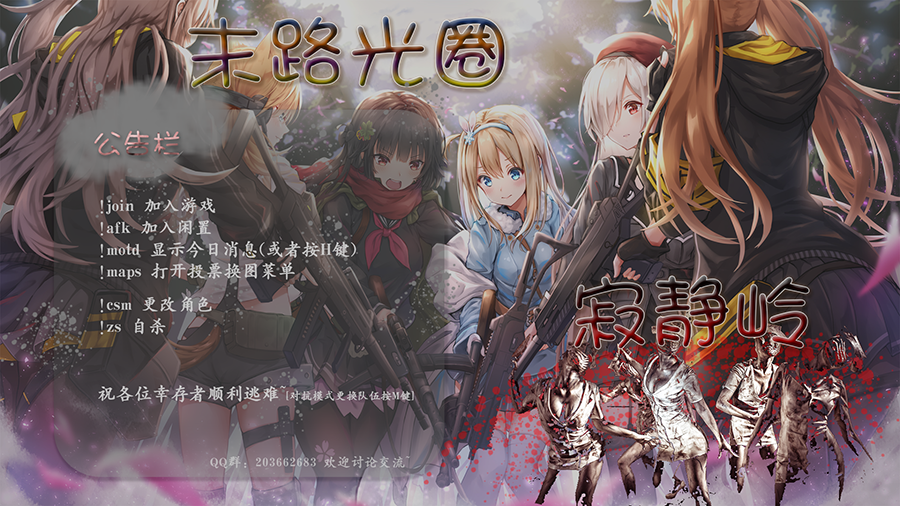 末路光圈
公告栏
!join 加入游戏
!afk 加入闲置
!motd 显示今日消息(或者按H键)
!maps 打开投票换图菜单
!csm 更改角色
!zs 自杀
寂静岭
祝各位幸存者顺利逃难~[对抗模式更换队伍按M键]
QQ群：203662683 欢迎讨论交流~